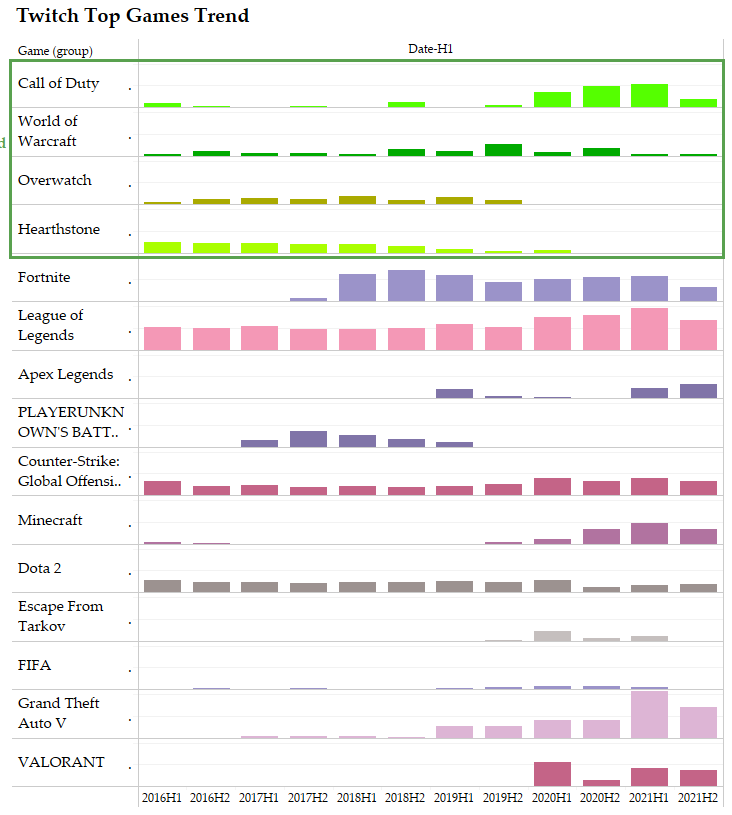 Twitch Top Games Trend
Game (group)
Date-H1
Call of Duty
d
World of
Warcraft
Overwatch
Hearthstone
Fortnite
League of
Legends
Apex Legends
PLAYERUNKN
OWN'S BATT..
Counter-Strike:
Global Offensi..
Minecraft
Dota 2
Escape From
Tarkov
FIFA
Grand Theft
Auto V
VALORANT
2016H1 2016H2 2017H1 2017H2 2018H1 2018H2 2019H1 2019H2 2020H1 2020H2 2021H1 2021H2